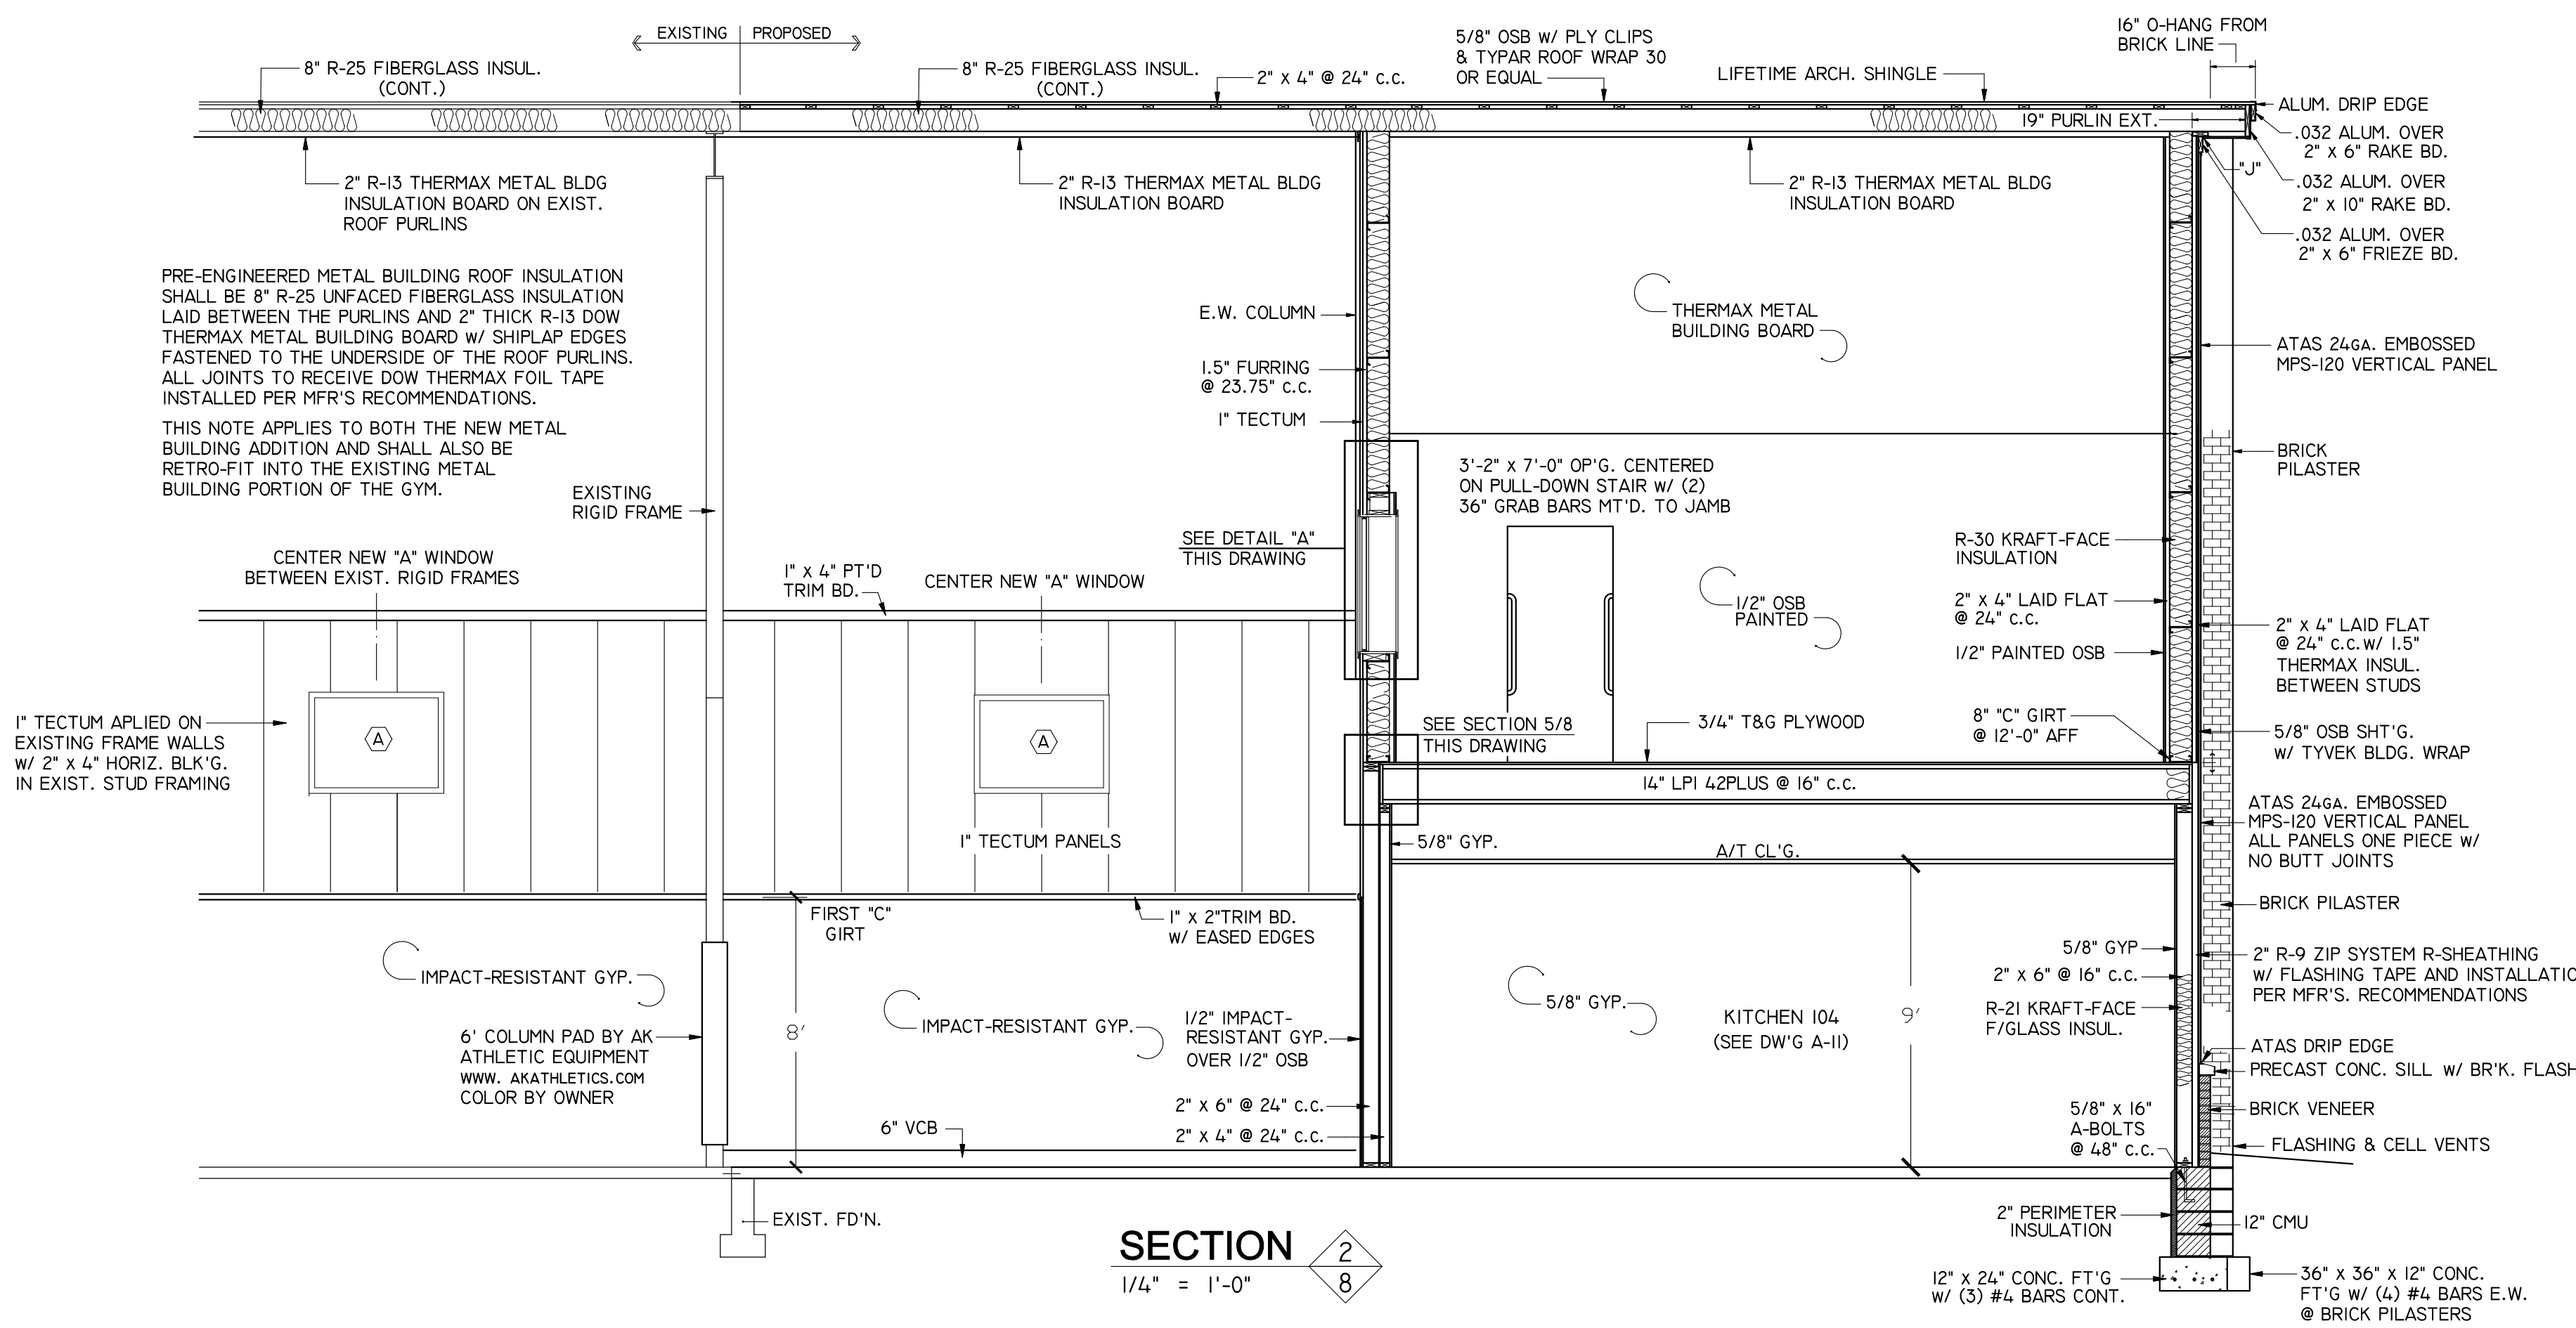 EXISTING
PROPOSED
8" R-25 FIBERGLASS INSUL.
(CONT.)
8" R-25 FIBERGLASS INSUL.
(CONT.)
2" X 4" @ 24" c.c.
5/8" OSB w/ PLY CLIPS
& TYPAR ROOF WRAP 30
OR EQUAL
LIFETIME ARCH. SHINGLE
16" O-HANG FROM
BRICK LINE
ALUM. DRIP EDGE
19" PURLIN EXT.
.032 ALUM. OVER
2" X 6" RAKE BD.
"J"
.032 ALUM. OVER
2" X 10" RAKE BD.
.032 ALUM. OVER
2" X 6" FRIEZE BD.
2" R-13 THERMAX METAL BLDG
INSULATION BOARD ON EXIST.
ROOF PURLINS
2" R-13 THERMAX METAL BLDG
INSULATION BOARD
2" R-13 THERMAX METAL BLDG
INSULATION BOARD
PRE-ENGINEERED METAL BUILDING ROOF INSULATION
SHALL BE 8" R-25 UNFACED FIBERGLASS INSULATION
LAID BETWEEN THE PURLINS AND 2" THICK R-13 DOW
THERMAX METAL BUILDING BOARD w/ SHIPLAP EDGES
FASTENED TO THE UNDERSIDE OF THE ROOF PURLINS.
ALL JOINTS TO RECEIVE DOW THERMAX FOIL TAPE
INSTALLED PER MFR'S RECOMMENDATIONS.
THIS NOTE APPLIES TO BOTH THE NEW METAL
BUILDING ADDITION AND SHALL ALSO BE
RETRO-FIT INTO THE EXISTING METAL
BUILDING PORTION OF THE GYM.
EXISTING
RIGID FRAME
E.W. COLUMN
1.5" FURRING
@ 23.75" c.c.
1" TECTUM
THERMAX METAL
BUILDING BOARD
ATAS 24GA. EMBOSSED
MPS-120 VERTICAL PANEL
BRICK
PILASTER
3'-2" X 7'-0" OP'G. CENTERED
ON PULL-DOWN STAIR w/ (2)
36" GRAB BARS MT'D. TO JAMB
SEE DETAIL "A"
THIS DRAWING
CENTER NEW "A" WINDOW
BETWEEN EXIST. RIGID FRAMES
1" X 4" PT'D
TRIM BD.
CENTER NEW "A" WINDOW
1/2" OSB
PAINTED
R-30 KRAFT-FACE
INSULATION
2" X 4" LAID FLAT
@ 24" c.c.
1/2" PAINTED OSB
2" X 4" LAID FLAT
@ 24" c.c. w/ 1.5"
THERMAX INSUL.
BETWEEN STUDS
1" TECTUM APLIED ON
EXISTING FRAME WALLS
w/ 2" X 4" HORIZ. BLK'G.
IN EXIST. STUD FRAMING
A
A
SEE SECTION 5/8
THIS DRAWING
3/4" T&G PLYWOOD
8" "C" GIRT
@ 12'-0" AFF
5/8" OSB SHT'G.
w/ TYVEK BLDG. WRAP
14" LPI 42PLUS @ 16" c.c.
ATAS 24GA. EMBOSSED
MPS-120 VERTICAL PANEL
ALL PANELS ONE PIECE w/
NO BUTT JOINTS
1" TECTUM PANELS
5/8" GYP.
A/T CL'G.
BRICK PILASTER
FIRST "C"
GIRT
1" X 2"TRIM BD.
w/ EASED EDGES
IMPACT-RESISTANT GYP.
IMPACT-RESISTANT GYP.
5/8" GYP.
5/8" GYP
2" X 6" @ 16" c.c.
R-21 KRAFT-FACE
F/GLASS INSUL.
2" R-9 ZIP SYSTEM R-SHEATHING
w/ FLASHING TAPE AND INSTALLATIO
PER MFR'S. RECOMMENDATIONS
6' COLUMN PAD BY AK
ATHLETIC EQUIPMENT
WWW. AKATHLETICS.COM
COLOR BY OWNER
8'
1/2" IMPACT-
RESISTANT GYP.
OVER 1/2" OSB
KITCHEN 104
(SEE DW'G A-11)
9'
ATAS DRIP EDGE
PRECAST CONC. SILL w/ BR'K. FLASH
BRICK VENEER
FLASHING & CELL VENTS
2" X 6" @ 24" c.c.
2" X 4" @ 24" c.c.
6" VCB
5/8" X 16"
A-BOLTS
@ 48" c.c.
EXIST. FD'N.
2" PERIMETER
INSULATION
12" CMU
SECTION
1/4" = 1'-0"
2
8
12" X 24" CONC. FT'G
W/ (3) #4 BARS CONT.
36" X 36" X 12" CONC.
FT'G w/ (4) #4 BARS E.W.
@ BRICK PILASTERS